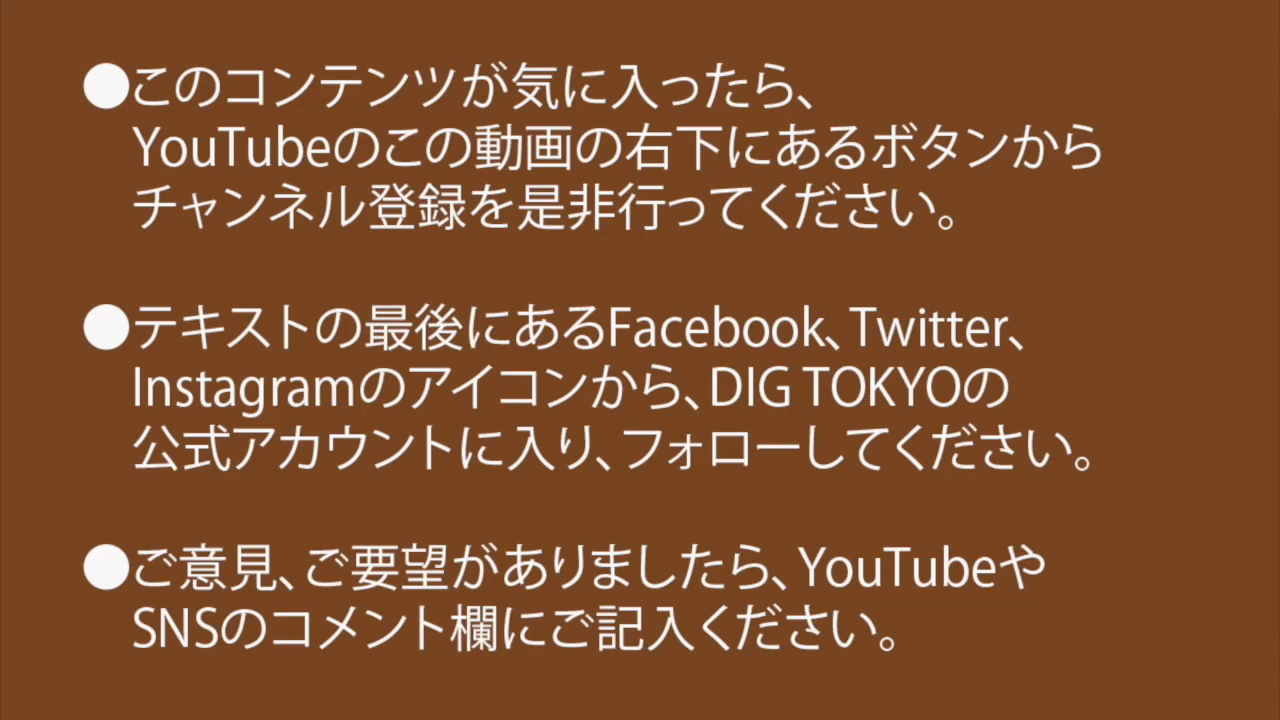 ●このコンテンツが気に入ったら、
YouTubeのこの動画の右下にあるボタンから
チャンネル登録を是非行ってください。
●テキストの最後にあるFacebook、Twitter、
Instagramのアイコンから、DIG TOKYOの
公式アカウントに入り、フォローしてください。
●ご意見、ご要望がありましたら、YouTubeや
SNSのコメント欄にご記入ください。